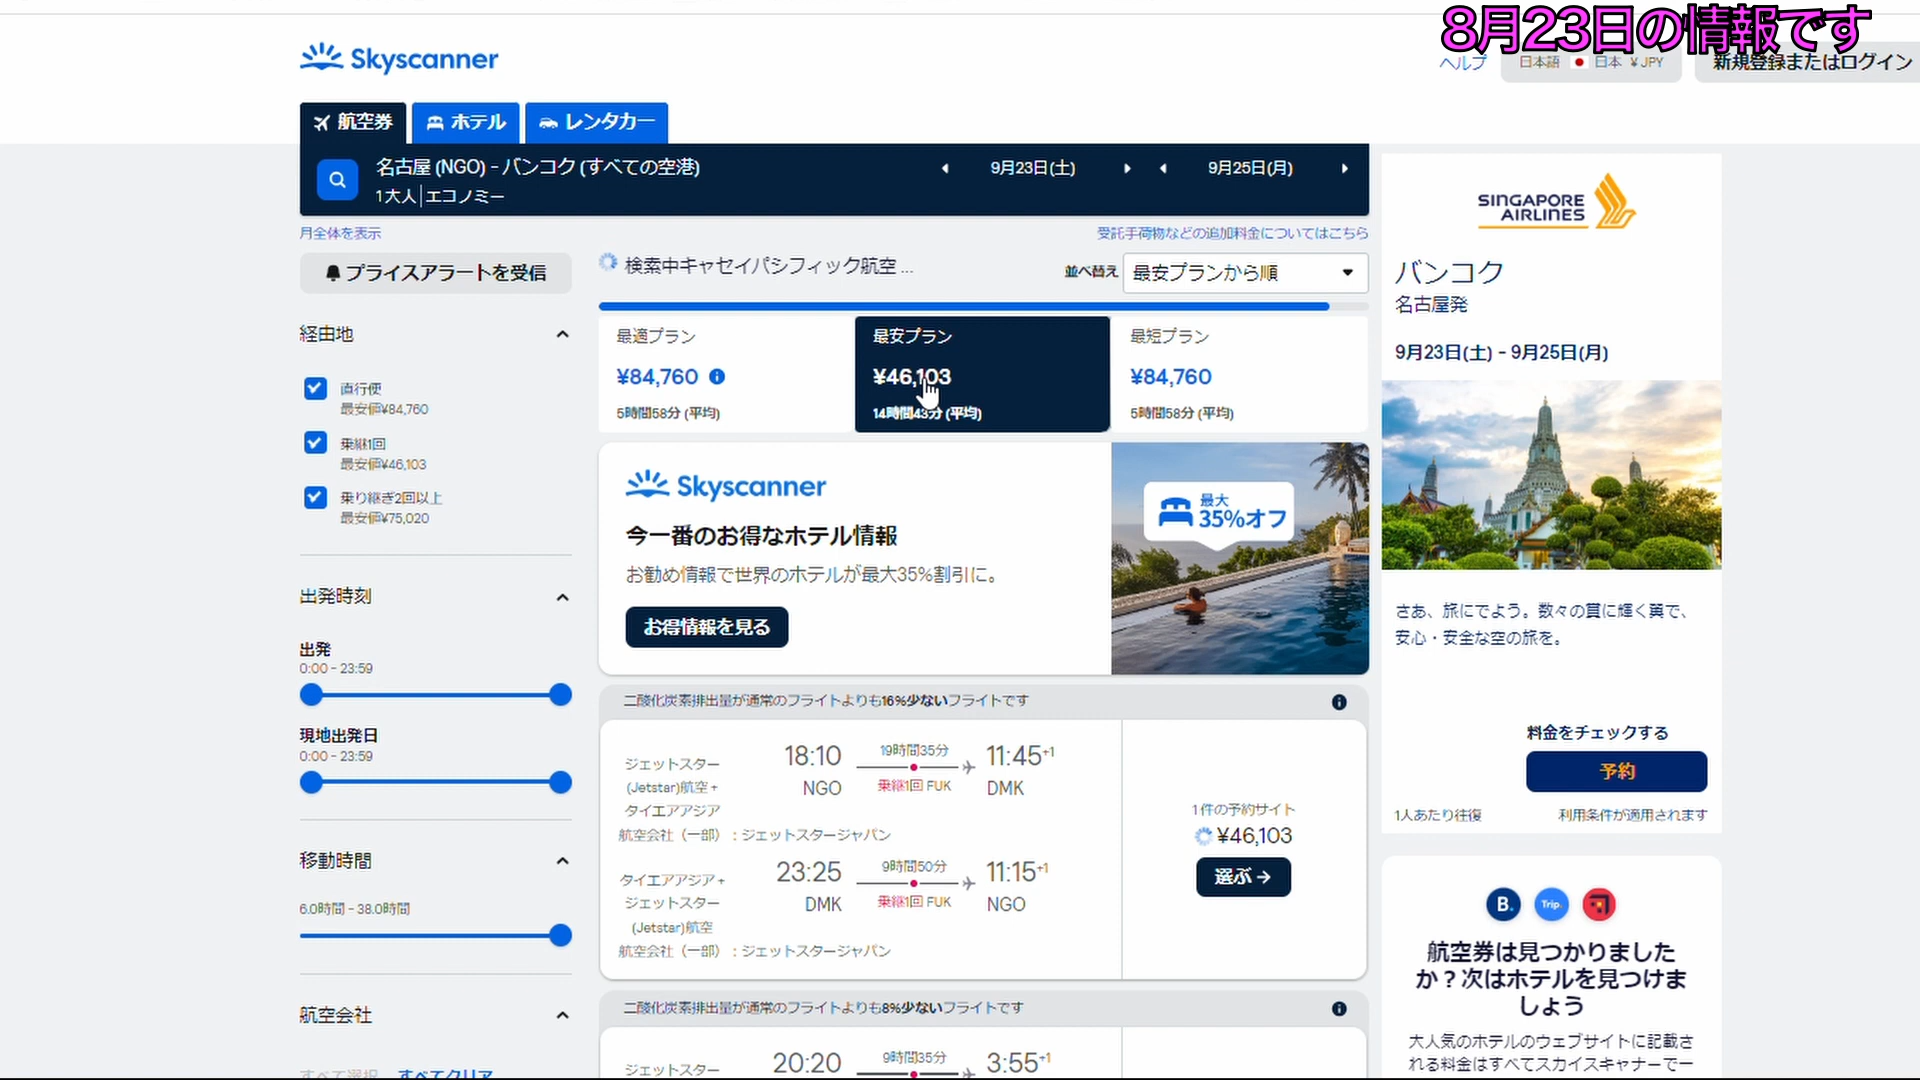 8月23日の情報です
Skyscanner
ヘルプ
日本語 日本 ¥ JPY
新規登録またはログイン
航空券
ホテル
レンタカー
名古屋 (NGO) - バンコク (すべての空港)
1大人 | エコノミー
9月23日(土)
9月25日(月)
月全体を表示
受託手荷物などの追加料金についてはこちら
プライスアラートを受信
検索中キャセイパシフィック航空 ...
並べ替え
最安プランから順
経由地
直行便
最安値¥84,760
乗継1回
最安値¥46,103
乗り継ぎ2回以上
最安値¥75,020
出発時刻
出発
0:00 - 23:59
現地出発日
0:00 - 23:59
移動時間
6.0時間 - 38.0時間
航空会社
すべて選択 すべてクリア
最適プラン
¥84,760
5時間58分 (平均)
最安プラン
¥46,103
14時間43分 (平均)
最短プラン
¥84,760
5時間58分 (平均)
Skyscanner
今一番のお得なホテル情報
お勧め情報で世界のホテルが最大35%割引に。
お得情報を見る
最大
35%オフ
二酸化炭素排出量が通常のフライトよりも16%少ないフライトです
ジェットスター
(Jetstar)航空 +
タイエアアジア
18:10
NGO
19時間35分
乗継1回 FUK
11:45+1
DMK
航空会社（一部）：ジェットスタージャパン
タイエアアジア +
ジェットスター
(Jetstar)航空
23:25
DMK
9時間50分
乗継1回 FUK
11:15+1
NGO
航空会社（一部）：ジェットスタージャパン
1件の予約サイト
¥46,103
選ぶ →
二酸化炭素排出量が通常のフライトよりも8%少ないフライトです
ジェットスター
20:20
9時間35分
3:55+1
SINGAPORE
AIRLINES
バンコク
名古屋発
9月23日(土) - 9月25日(月)
さあ、旅にでよう。数々の賞に輝く翼で、
安心・安全な空の旅を。
料金をチェックする
予約
1人あたり往復
利用条件が適用されます
B.
Trip.
航空券は見つかりました
か？次はホテルを見つけま
しょう
大人気のホテルのウェブサイトに記載さ
れる料金はすべてスカイスキャナーで一